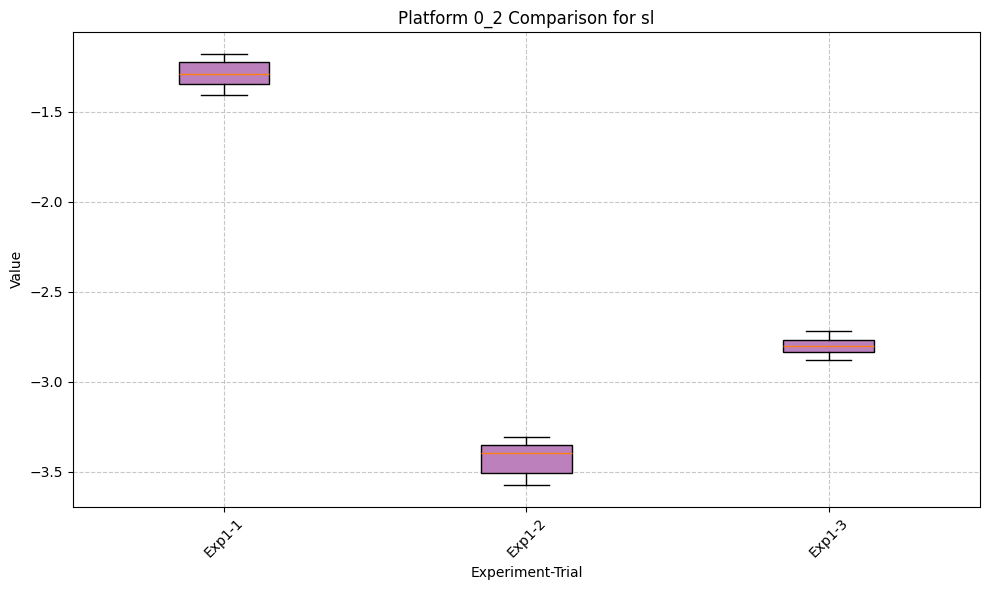 Platform 0_2 Comparison for sl
Value
−1.5
−2.0
−2.5
−3.0
−3.5
Exp1-1
Exp1-2
Exp1-3
Experiment-Trial